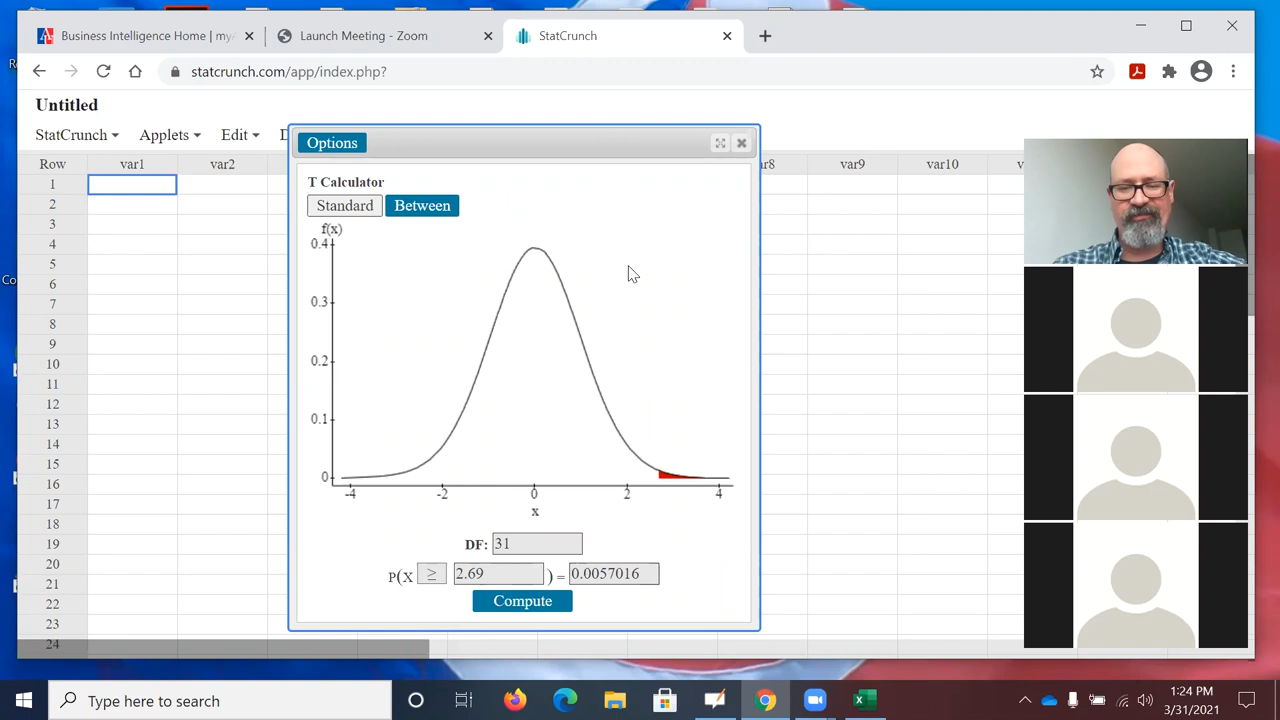 Business Intelligence Home | my
Launch Meeting - Zoom
StatCrunch
statcrunch.com/app/index.php?
Untitled
StatCrunch Applets Edit
Options
Row var1 var2 var9 var10
T Calculator
Standard Between
f(x)
0.4
0.3
0.2
0.1
0
-4 -2 0 2 4
x
DF: 31
P(X ≥ 2.69 ) = 0.0057016
Compute
1
2
3
4
5
6
7
8
9
10
11
12
13
14
15
16
17
18
19
20
21
22
23
24
Type here to search
1:24 PM
3/31/2021